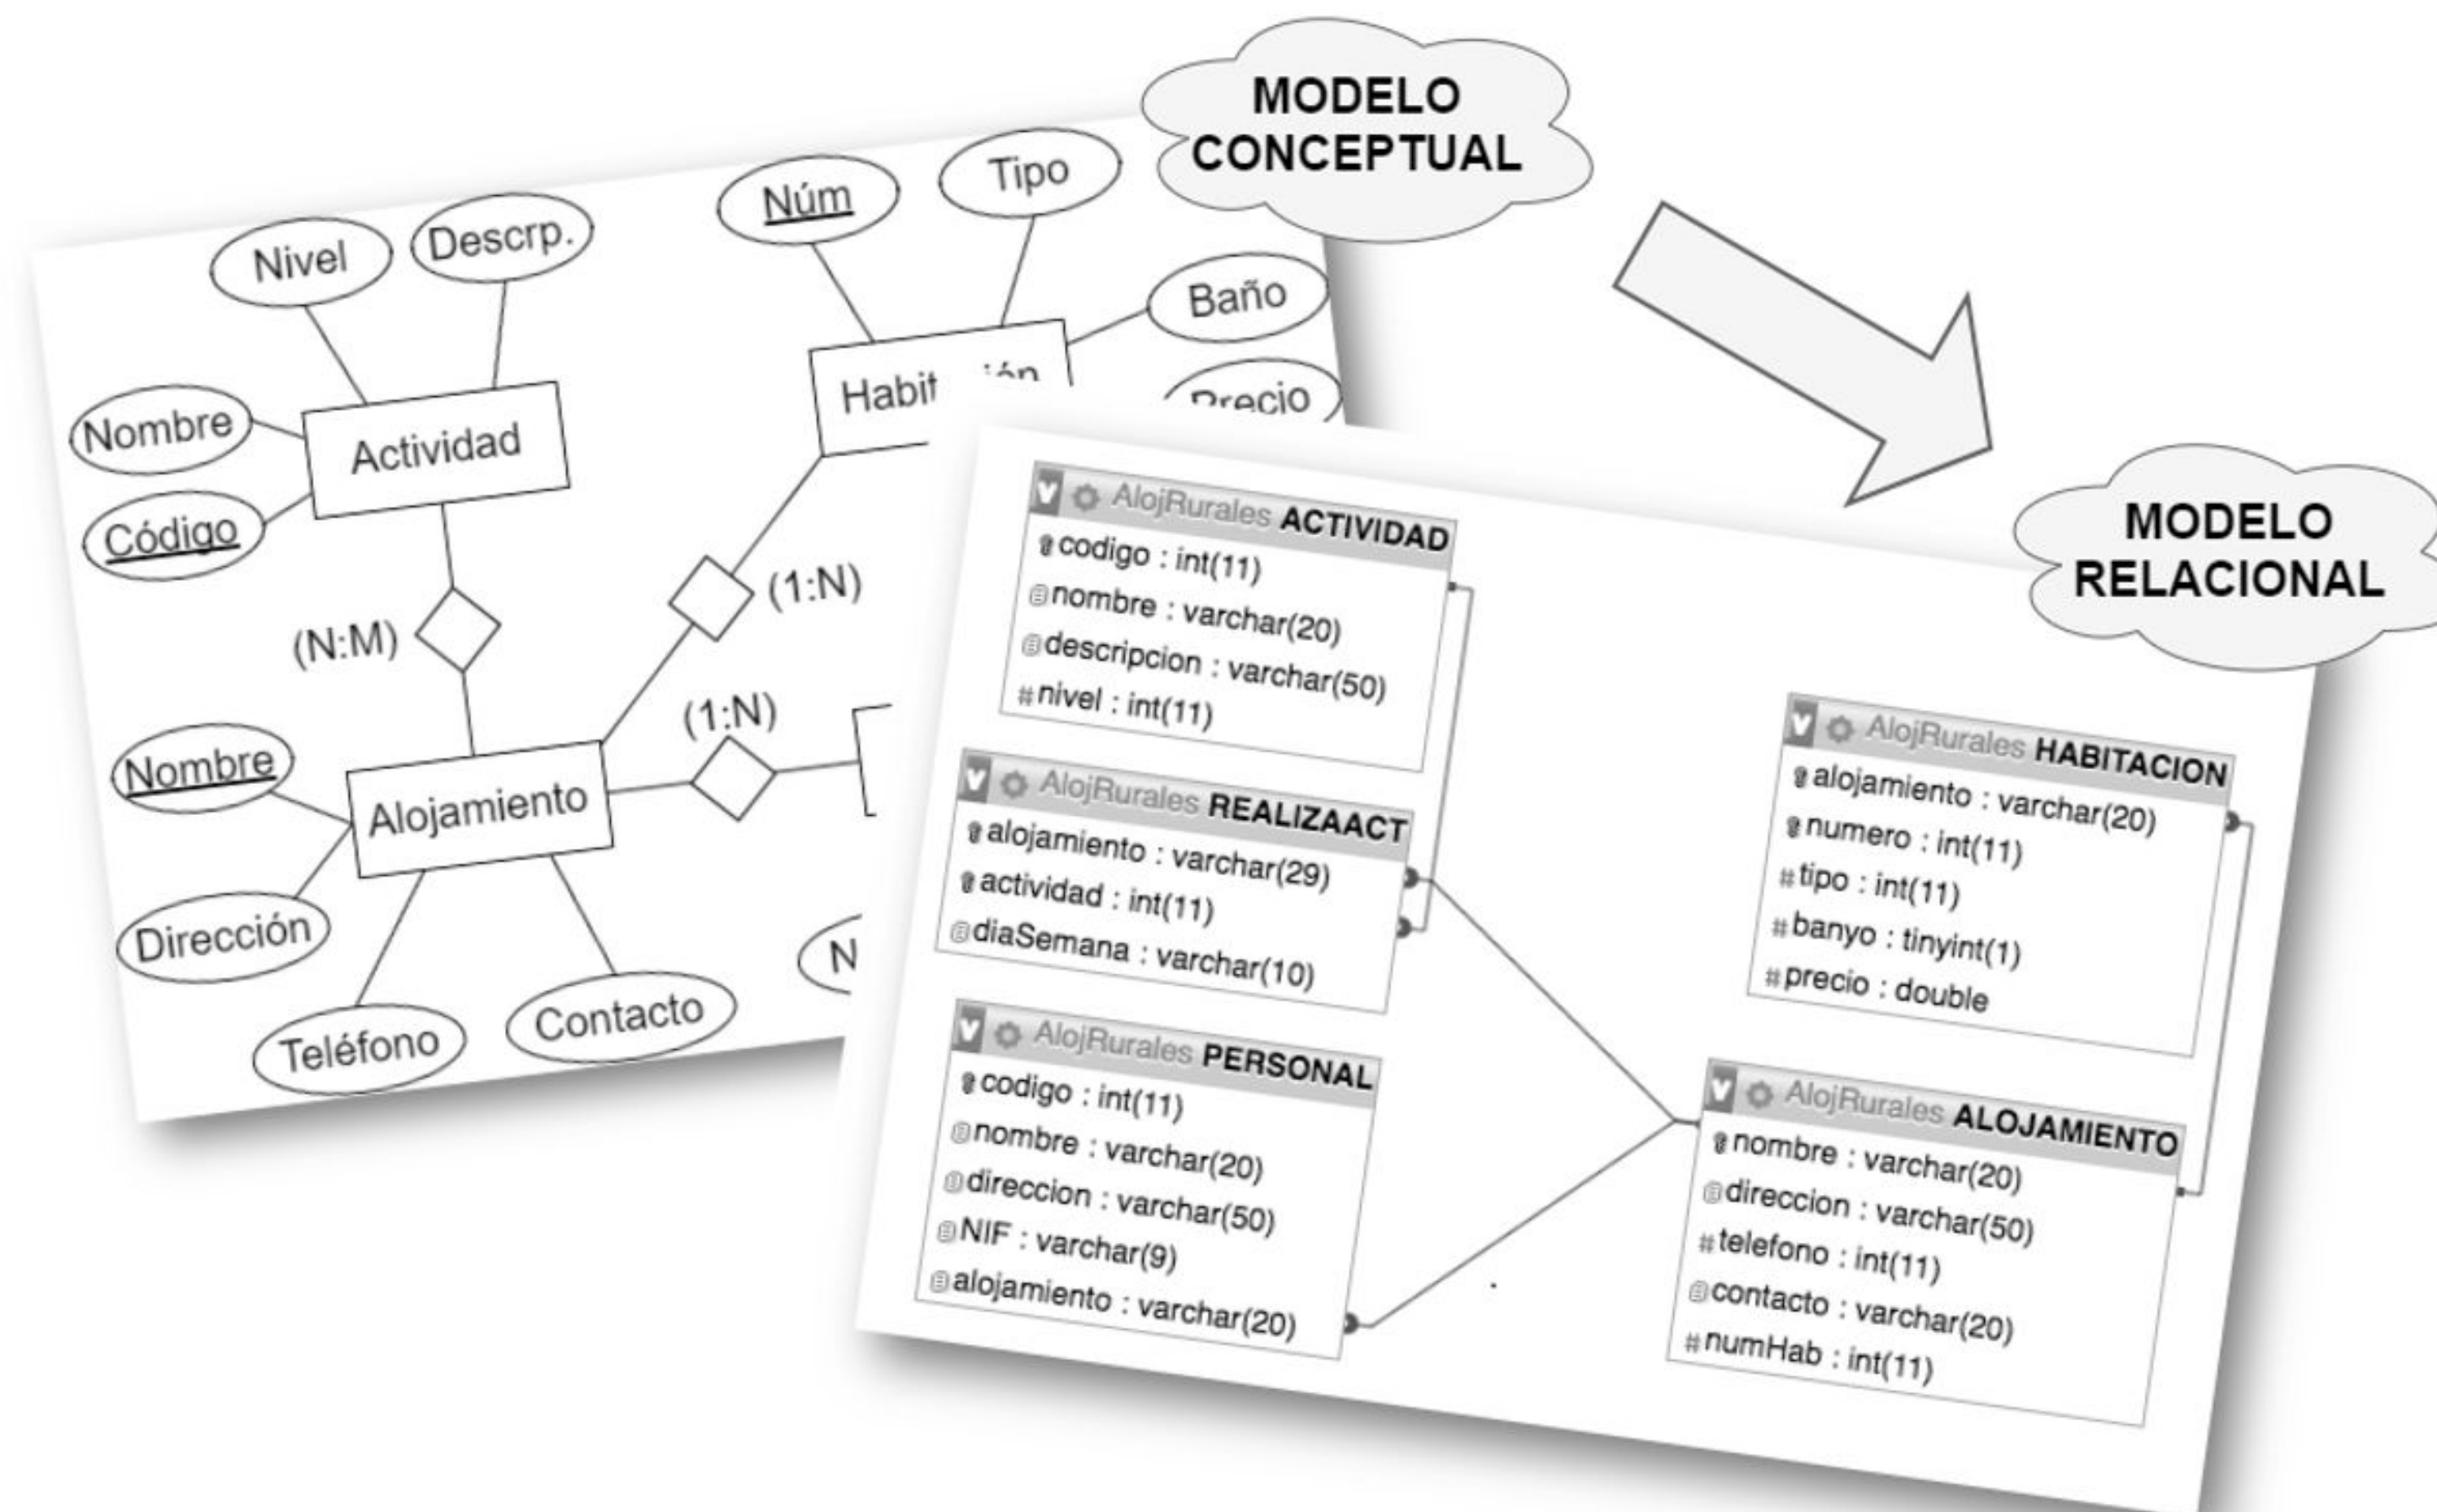 MODELO
CONCEPTUAL
Nivel
Descrp.
Núm
Tipo
Nombre
Actividad
Baño
Código
Precio
(N:M)
(1:N)
(1:N)
Nombre
Alojamiento
Dirección
Teléfono
Contacto
N
MODELO
RELACIONAL
AlojRurales ACTIVIDAD
codigo : int(11)
nombre : varchar(20)
descripcion : varchar(50)
# nivel : int(11)
AlojRurales REALIZAACT
alojamiento : varchar(29)
actividad : int(11)
diaSemana : varchar(10)
AlojRurales PERSONAL
codigo : int(11)
nombre : varchar(20)
direccion : varchar(50)
NIF : varchar(9)
alojamiento : varchar(20)
AlojRurales HABITACION
alojamiento : varchar(20)
numero : int(11)
# tipo : int(11)
# banyo : tinyint(1)
# precio : double
AlojRurales ALOJAMIENTO
nombre : varchar(20)
direccion : varchar(50)
# telefono : int(11)
contacto : varchar(20)
# numHab : int(11)